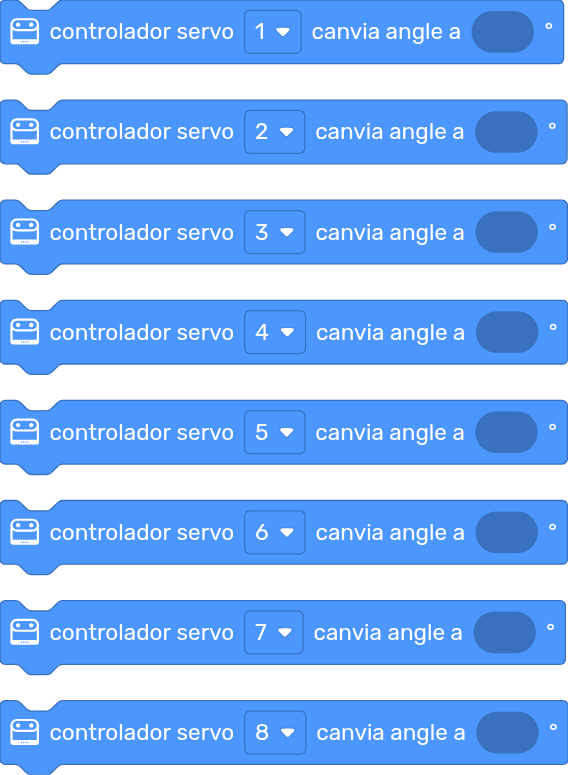 controlador servo 1 canvia angle a °
controlador servo 2 canvia angle a °
controlador servo 3 canvia angle a °
controlador servo 4 canvia angle a °
controlador servo 5 canvia angle a °
controlador servo 6 canvia angle a °
controlador servo 7 canvia angle a °
controlador servo 8 canvia angle a °